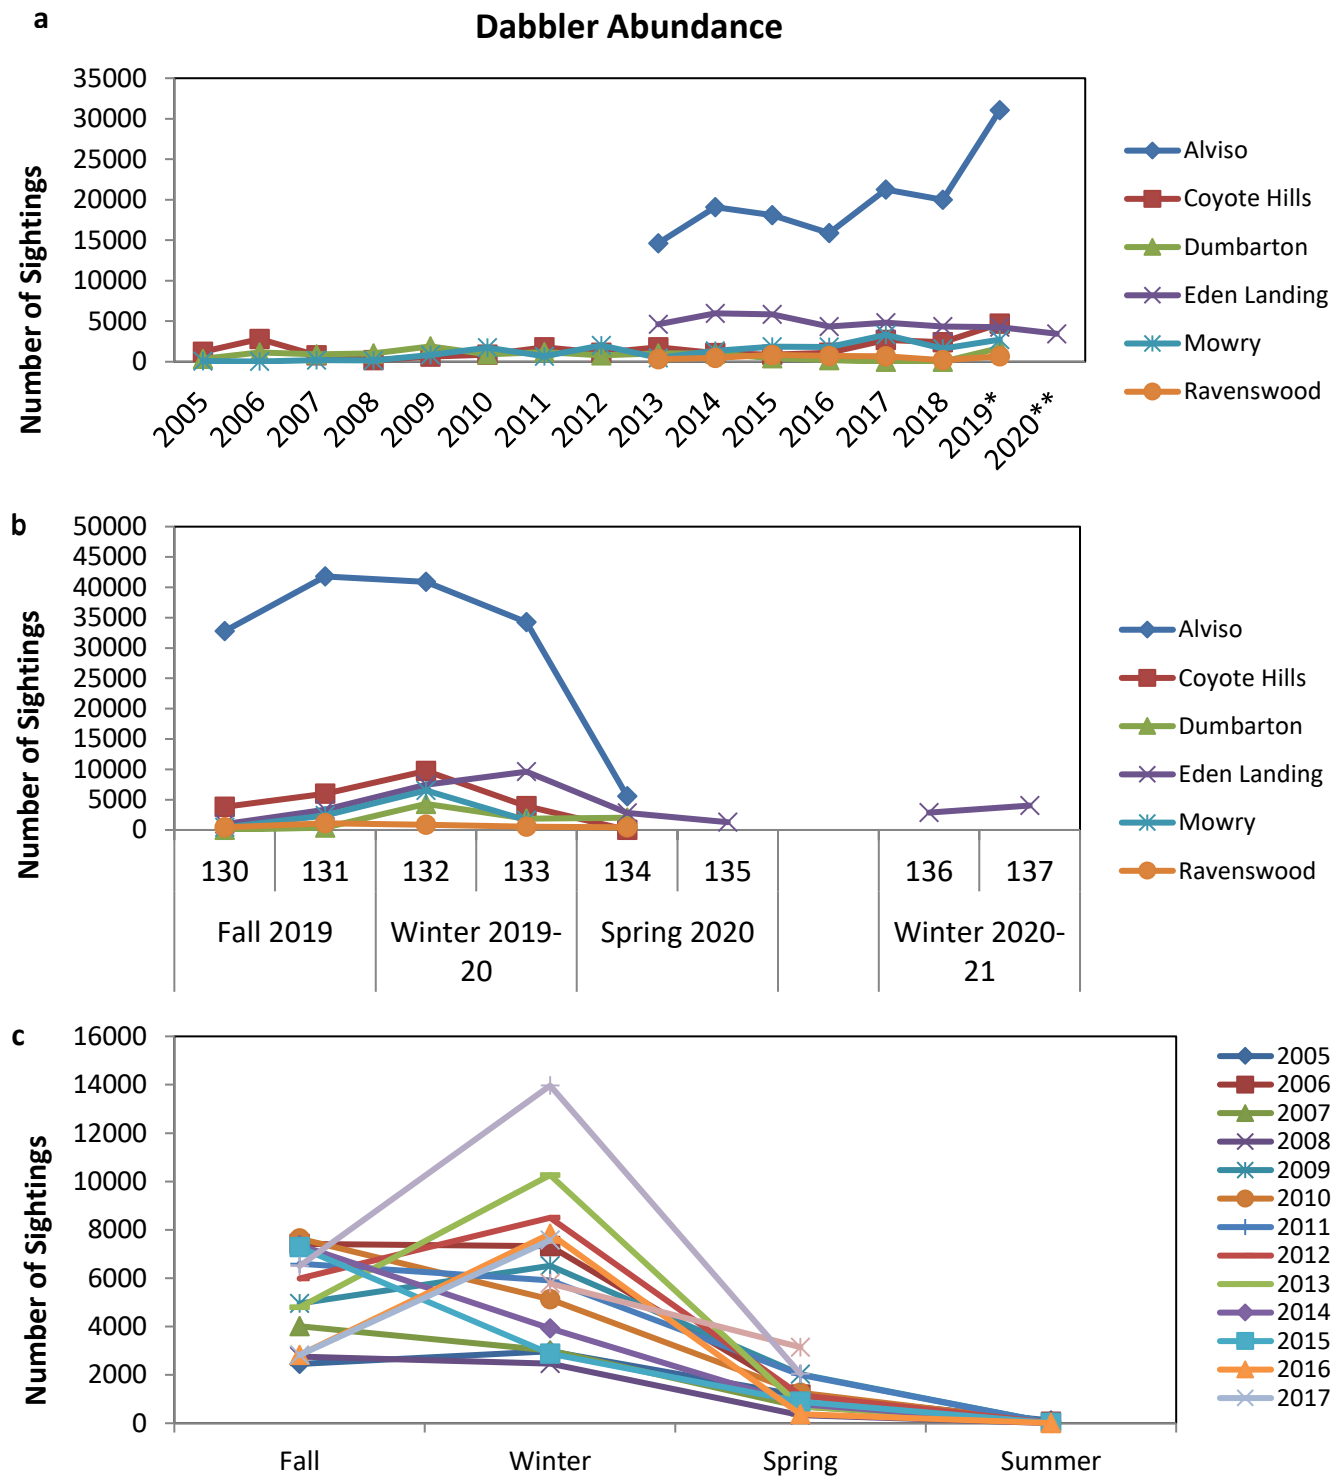 a
Dabbler Abundance
Number of Sightings
35000
30000
25000
20000
15000
10000
5000
0
2005 2006 2007 2008 2009 2010 2011 2012 2013 2014 2015 2016 2017 2018 2019* 2020**
Alviso
Coyote Hills
Dumbarton
Eden Landing
Mowry
Ravenswood
b
Number of Sightings
50000
45000
40000
35000
30000
25000
20000
15000
10000
5000
0
130 131 132 133 134 135 136 137
Fall 2019 Winter 2019- Spring 2020 Winter 2020-
20 21
Alviso
Coyote Hills
Dumbarton
Eden Landing
Mowry
Ravenswood
c
Number of Sightings
16000
14000
12000
10000
8000
6000
4000
2000
0
Fall Winter Spring Summer
2005
2006
2007
2008
2009
2010
2011
2012
2013
2014
2015
2016
2017